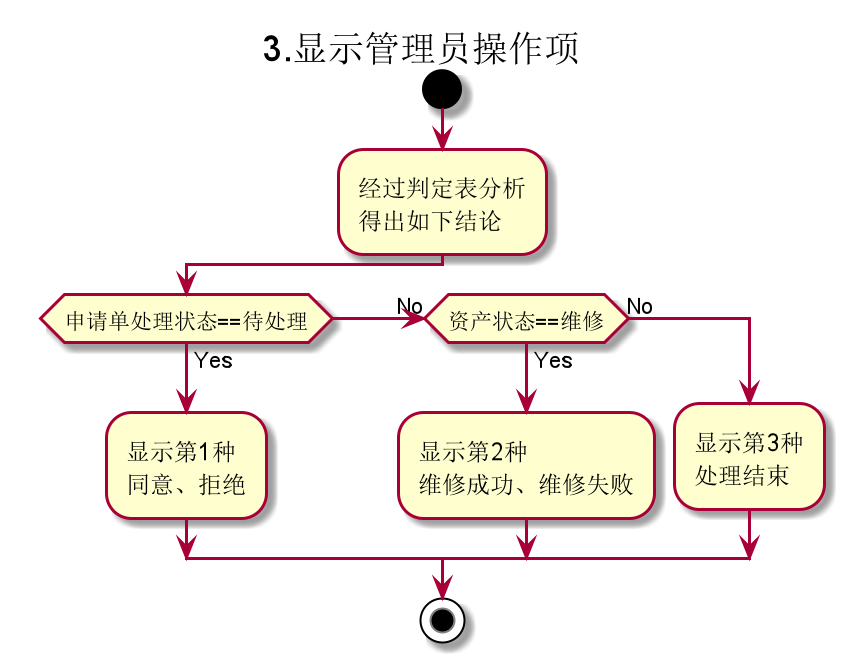 3.显示管理员操作项
经过判定表分析
得出如下结论
申请单处理状态==待处理
No
资产状态==维修
No
Yes
Yes
显示第1种
同意、拒绝
显示第2种
维修成功、维修失败
显示第3种
处理结束